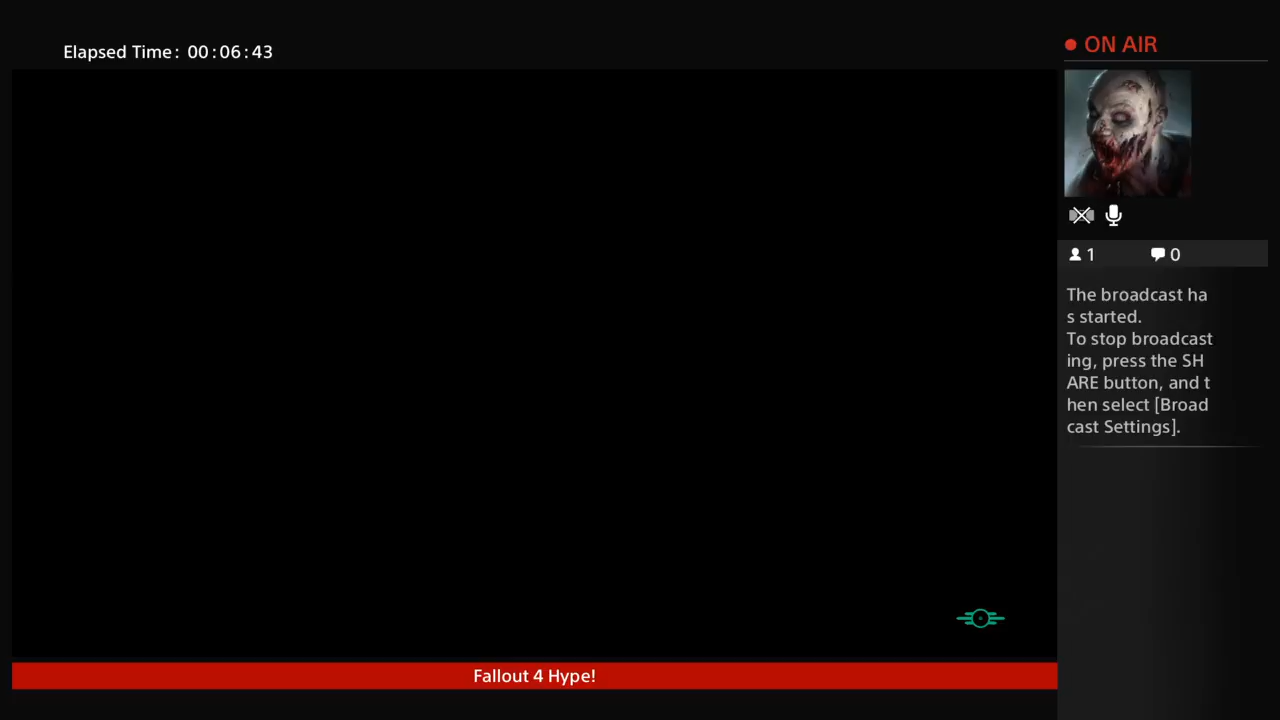 Elapsed Time: 00:06:43
ON AIR
1 0
The broadcast ha
s started.
To stop broadcast
ing, press the SH
ARE button, and t
hen select [Broad
cast Settings].
Fallout 4 Hype!